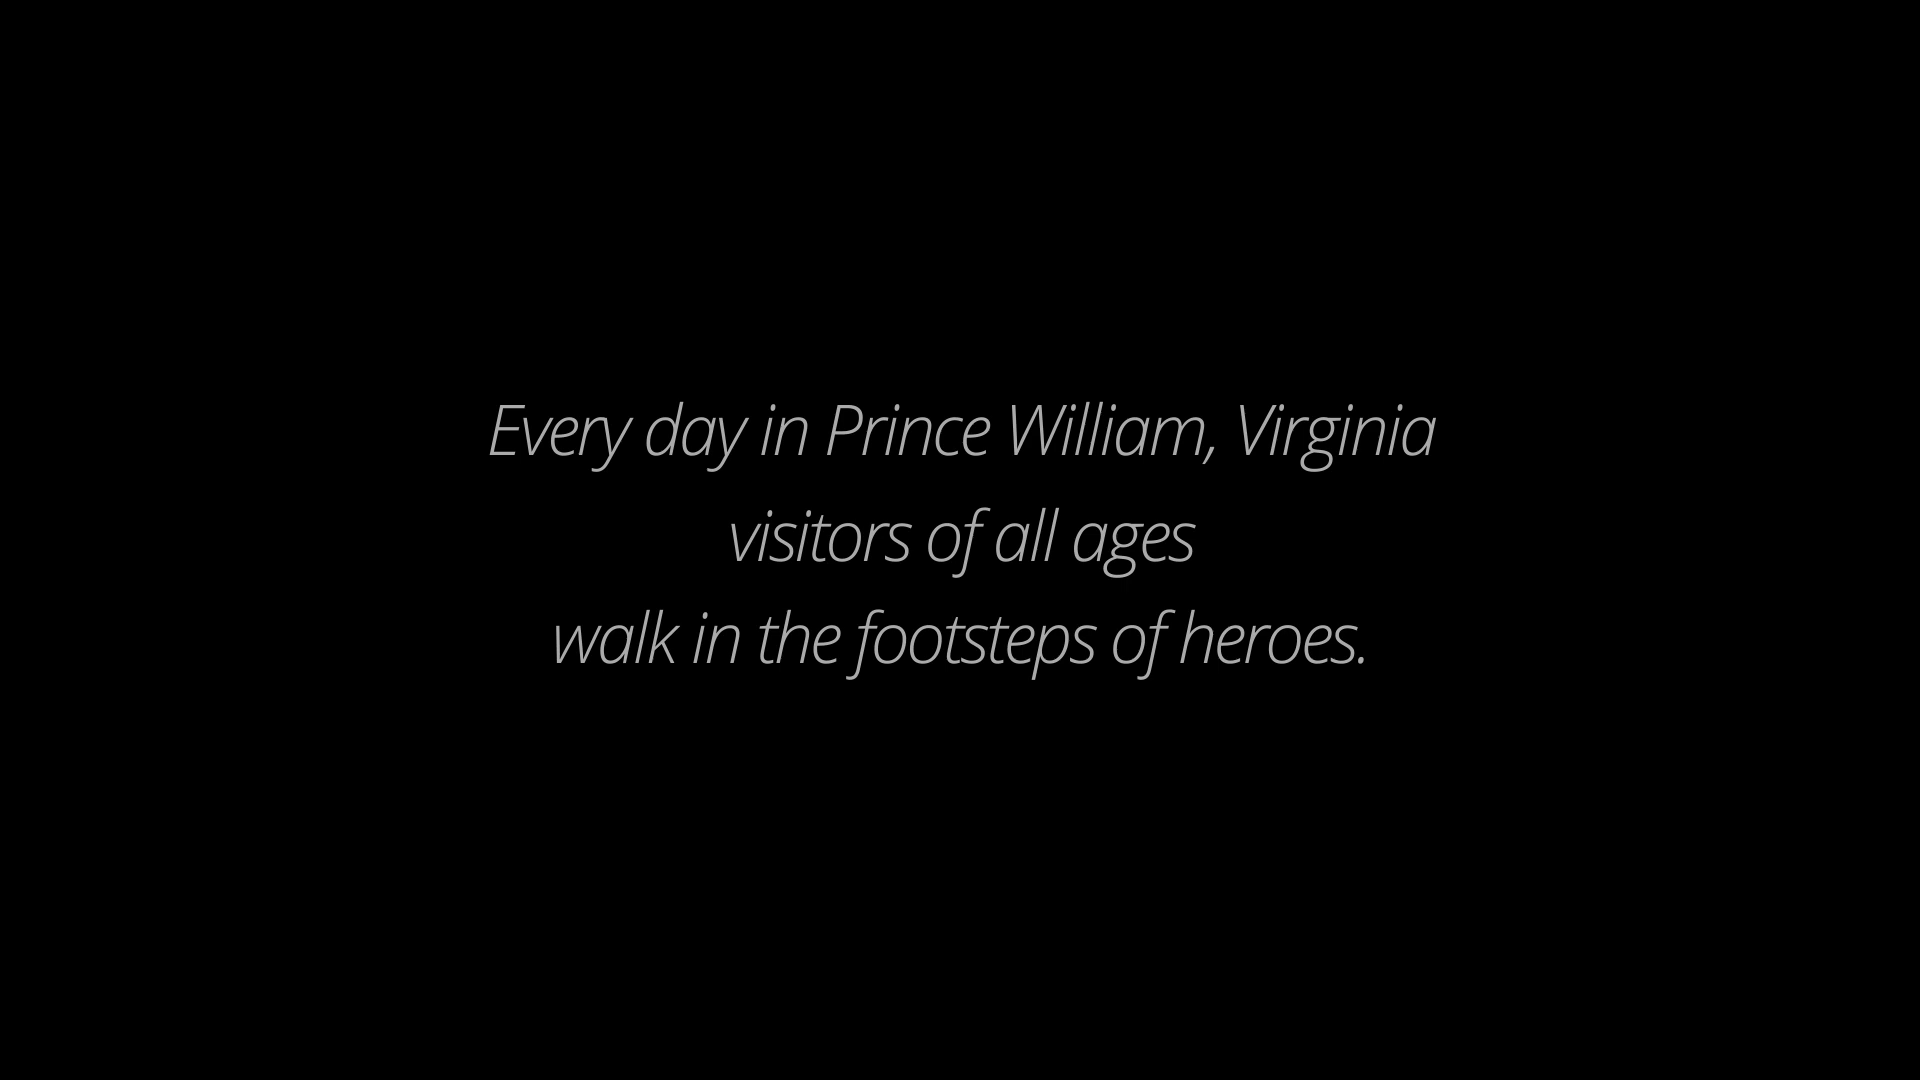 Every day in Prince William, Virginia
visitors of all ages
walk in the footsteps of heroes.